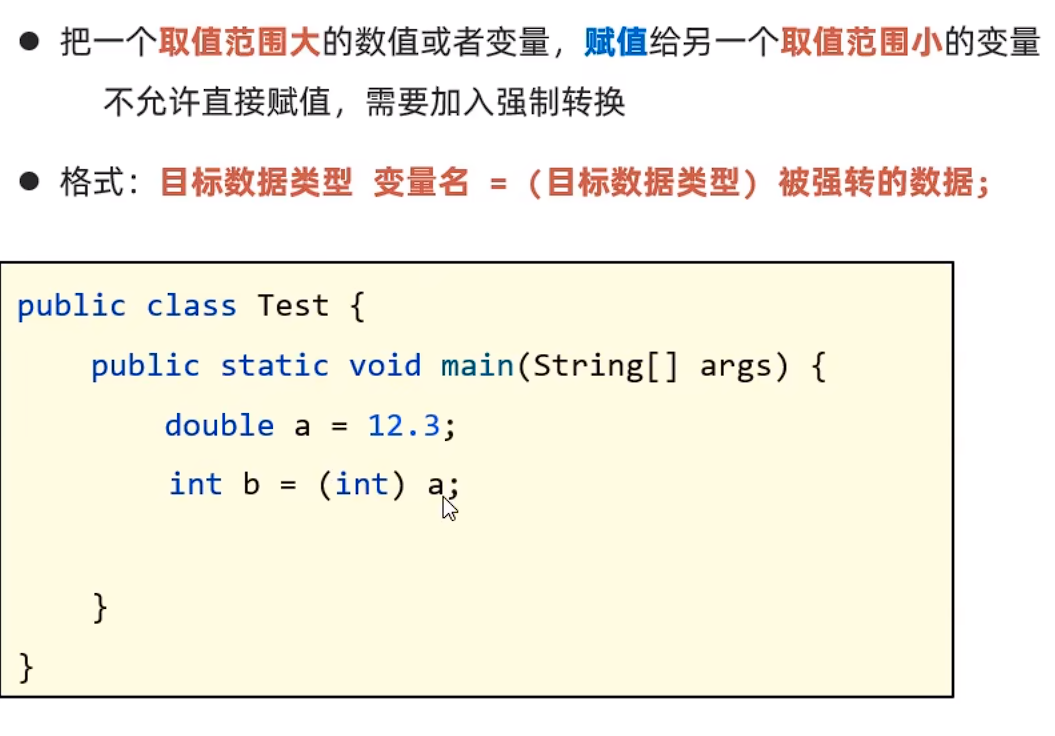 ● 把一个取值范围大的数值或者变量，赋值给另一个取值范围小的变量
不允许直接赋值，需要加入强制转换
● 格式：目标数据类型 变量名 = (目标数据类型) 被强转的数据;
public class Test {
public static void main(String[] args) {
double a = 12.3;
int b = (int) a;
}
}